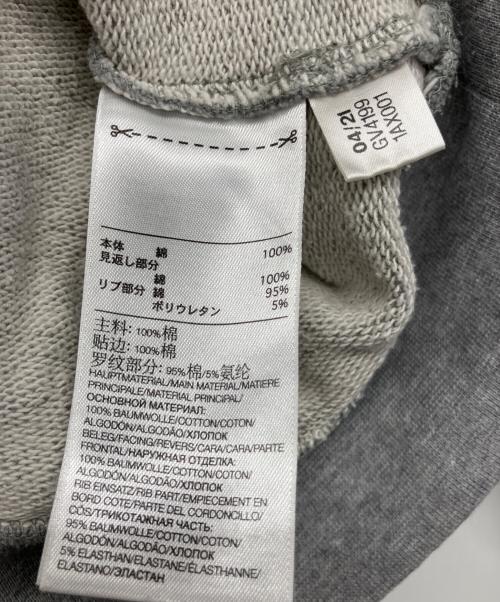 04/21
GV4199
1AX001
本体 綿 100%
見返し部分
綿 100%
リブ部分 綿 95%
ポリウレタン 5%
主料: 100%棉
贴边: 100%棉
罗纹部分: 95%棉/5%氨纶
HAUPTMATERIAL/MAIN MATERIAL/MATIERE
PRINCIPALE/MATERIAL PRINCIPAL/
ОСНОВНОЙ МАТЕРИАЛ:
100% BAUMWOLLE/COTTON/COTON/
ALGODÓN/ALGODÃO/ХЛОПОК
BELEG/FACING/REVERS/CARA/CARA/PARTE
FRONTAL/НАРУЖНАЯ ОТДЕЛКА:
100% BAUMWOLLE/COTTON/COTON/
ALGODÓN/ALGODÃO/ХЛОПОК
RIB EINSATZ/RIB PART/EMPIECEMENT EN
BORD COTE/PARTE DEL CORDONCILLO/
CÓS/ТРИКОТАЖНАЯ ЧАСТЬ:
95% BAUMWOLLE/COTTON/COTON/
ALGODÓN/ALGODÃO/ХЛОПОК
5% ELASTHAN/ELASTANE/ÉLASTHANNE/
ELASTANO/ЭЛАСТАН